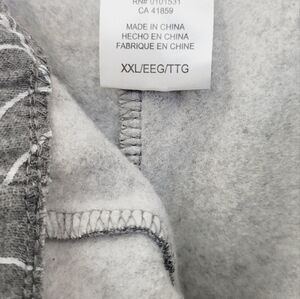 RN# 0101531
CA 41859
MADE IN CHINA
HECHO EN CHINA
FABRIQUE EN CHINE
XXL/EEG/TTG